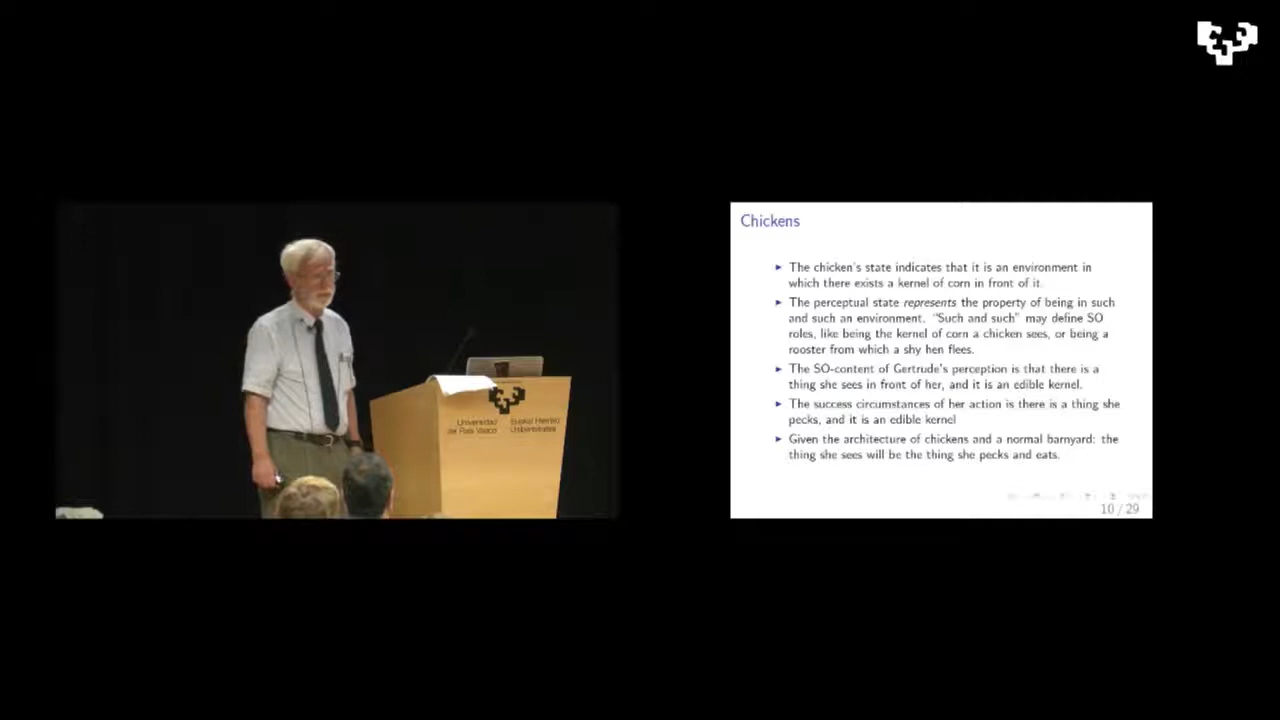 Chickens
The chicken's state indicates that it is an environment in
which there exists a kernel of corn in front of it.
The perceptual state represents the property of being in such
and such an environment. “Such and such” may define SO
roles, like being the kernel of corn a chicken sees, or being a
rooster from which a shy hen flees.
The SO-content of Gertrude's perception is that there is a
thing she sees in front of her, and it is an edible kernel.
The success circumstances of her action is there is a thing she
pecks, and it is an edible kernel
Given the architecture of chickens and a normal barnyard: the
thing she sees will be the thing she pecks and eats.
10 / 29
Universidad
del País Vasco
Euskal Herriko
Unibertsitatea